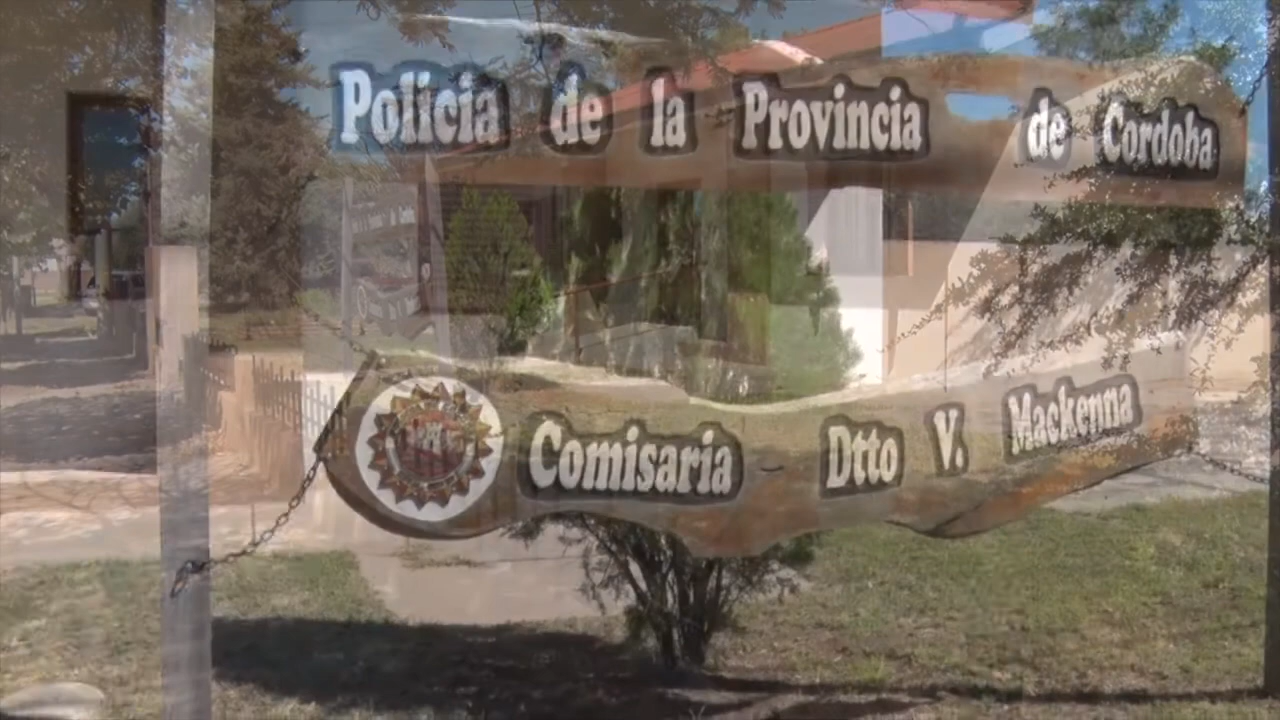 Policia de la Provincia de Cordoba
Comisaria - Dtto V. Mackenna